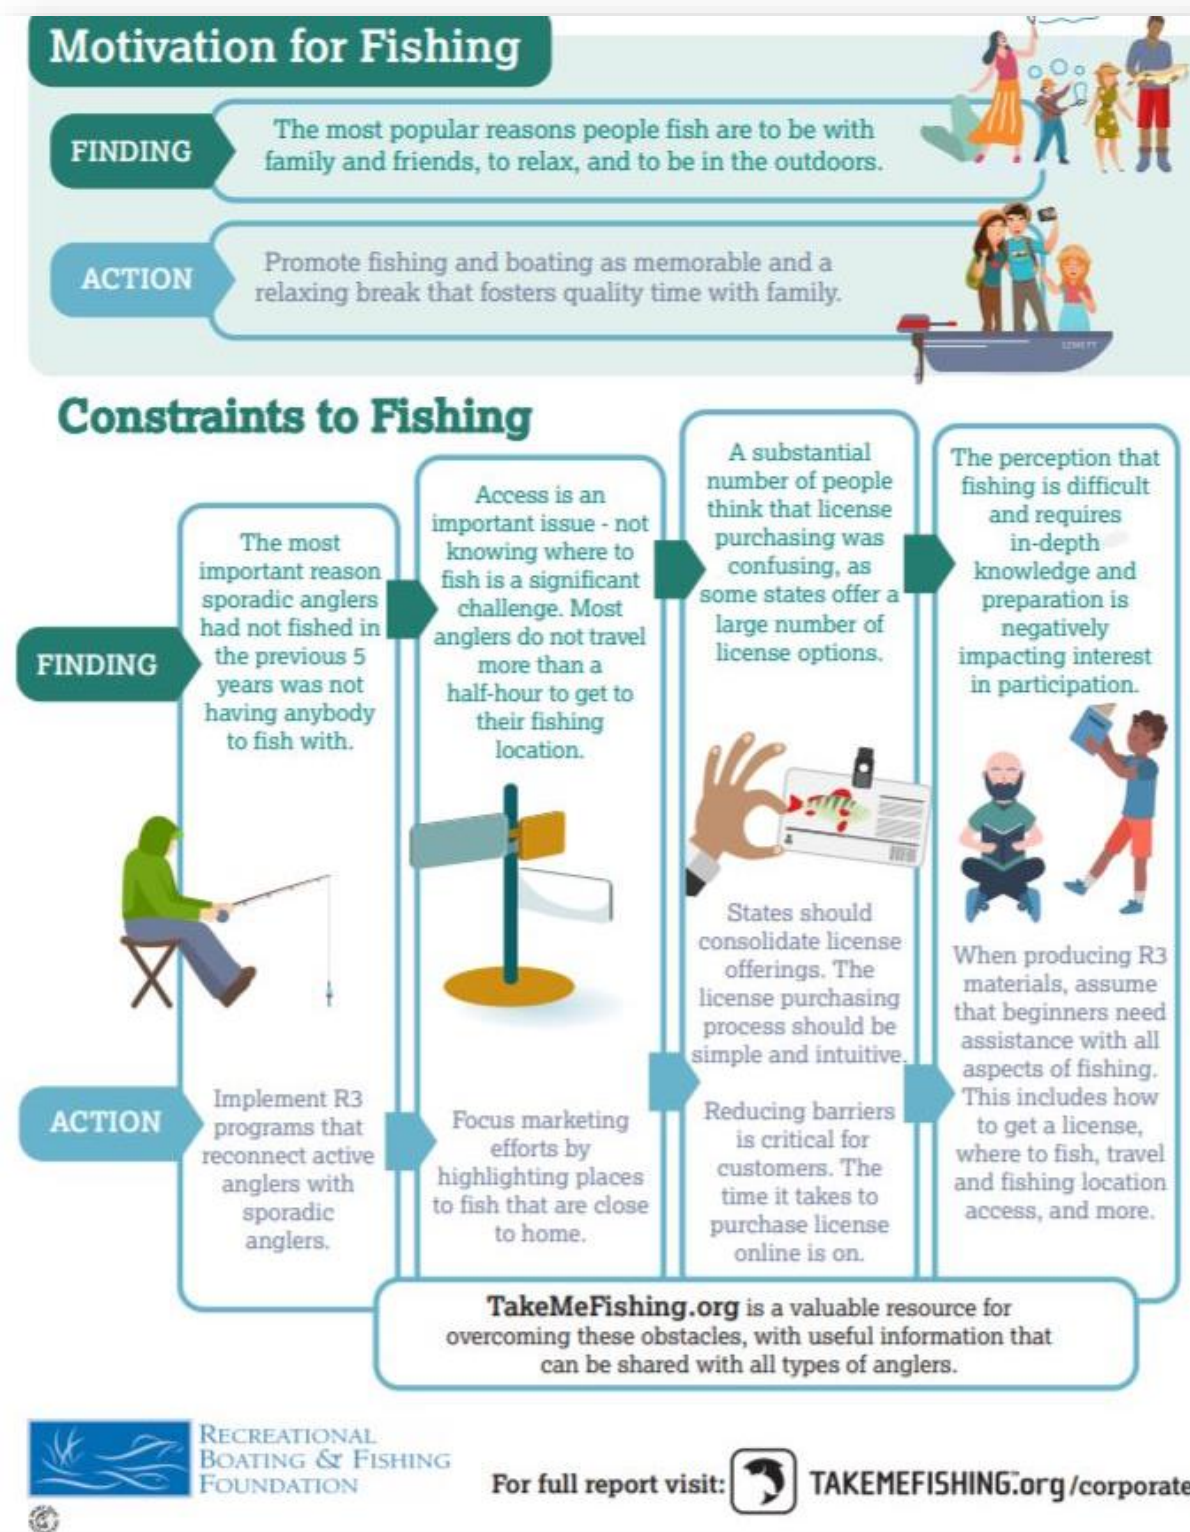 Motivation for Fishing
FINDING
The most popular reasons people fish are to be with
family and friends, to relax, and to be in the outdoors.
ACTION
Promote fishing and boating as memorable and a
relaxing break that fosters quality time with family.
Constraints to Fishing
FINDING
The most
important reason
sporadic anglers
had not fished in
the previous 5
years was not
having anybody
to fish with.
Access is an
important issue - not
knowing where to
fish is a significant
challenge. Most
anglers do not travel
more than a
half-hour to get to
their fishing
location.
A substantial
number of people
think that license
purchasing was
confusing, as
some states offer a
large number of
license options.
The perception that
fishing is difficult
and requires
in-depth
knowledge and
preparation is
negatively
impacting interest
in participation.
ACTION
Implement R3
programs that
reconnect active
anglers with
sporadic
anglers.
Focus marketing
efforts by
highlighting places
to fish that are close
to home.
States should
consolidate license
offerings. The
license purchasing
process should be
simple and intuitive.
Reducing barriers
is critical for
customers. The
time it takes to
purchase license
online is on.
When producing R3
materials, assume
that beginners need
assistance with all
aspects of fishing.
This includes how
to get a license,
where to fish, travel
and fishing location
access, and more.
TakeMeFishing.org is a valuable resource for
overcoming these obstacles, with useful information that
can be shared with all types of anglers.
RECREATIONAL
BOATING & FISHING
FOUNDATION
For full report visit:
TAKEMEFISHING™.org/corporate